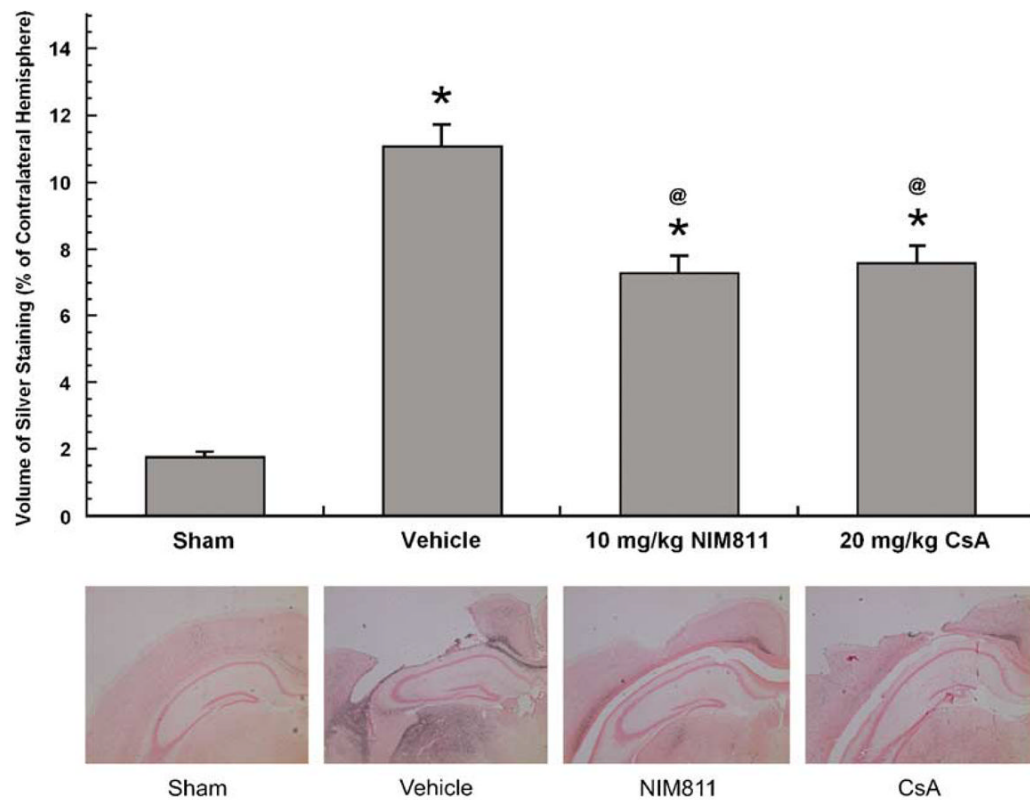 Volume of Silver Staining (% of Contralateral Hemisphere)
14
12
10
8
6
4
2
0
*
@
*
@
*
Sham
Vehicle
10 mg/kg NIM811
20 mg/kg CsA
Sham
Vehicle
NIM811
CsA